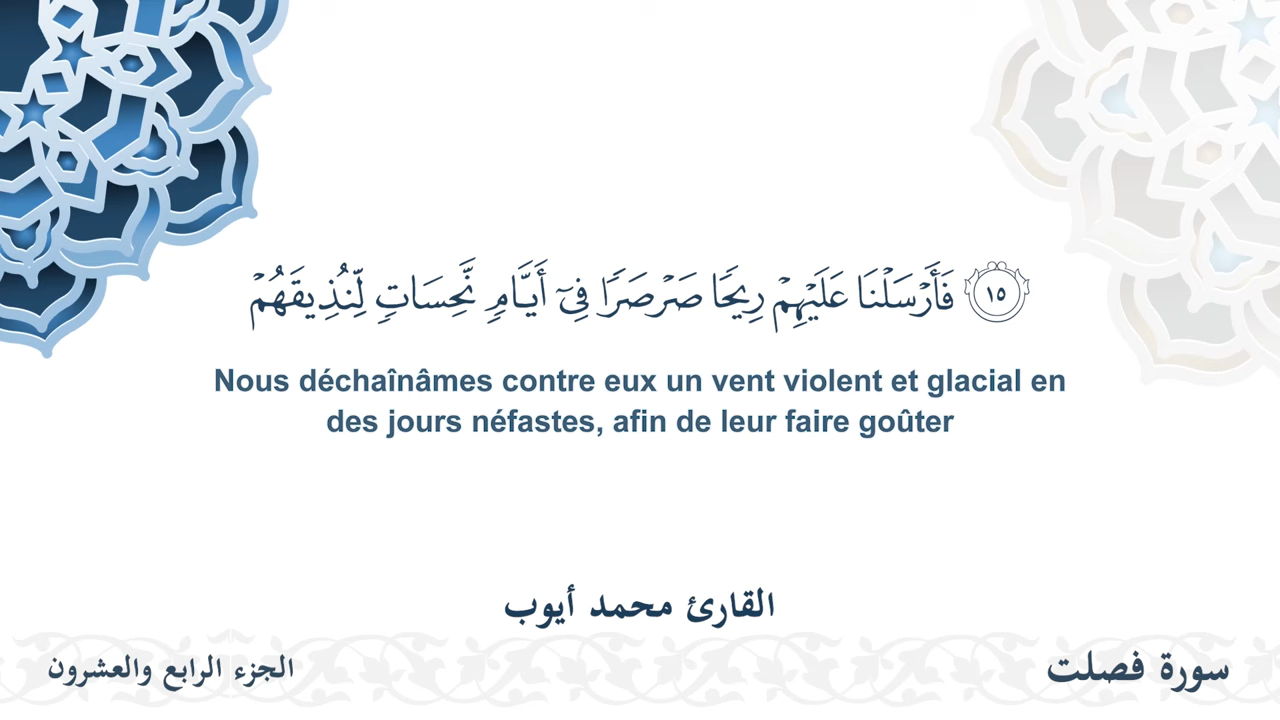 ١٥ فَأَرْسَلْنَا عَلَيْهِمْ رِيحًا صَرْصَرًا فِىٓ أَيَّامٍ نَّحِسَاتٍ لِّنُذِيقَهُمْ
Nous déchaînâmes contre eux un vent violent et glacial en
des jours néfastes, afin de leur faire goûter
القارئ محمد أيوب
سورة فصلت
الجزء الرابع والعشرون